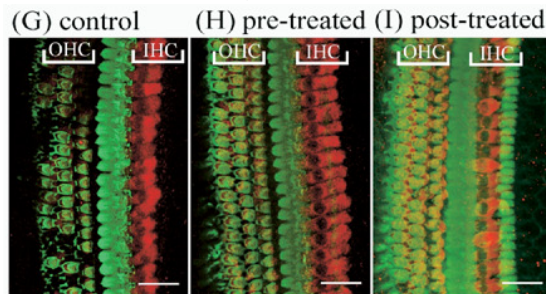 (G) control
(H) pre-treated
(I) post-treated
OHC
IHC
OHC
IHC
OHC
IHC